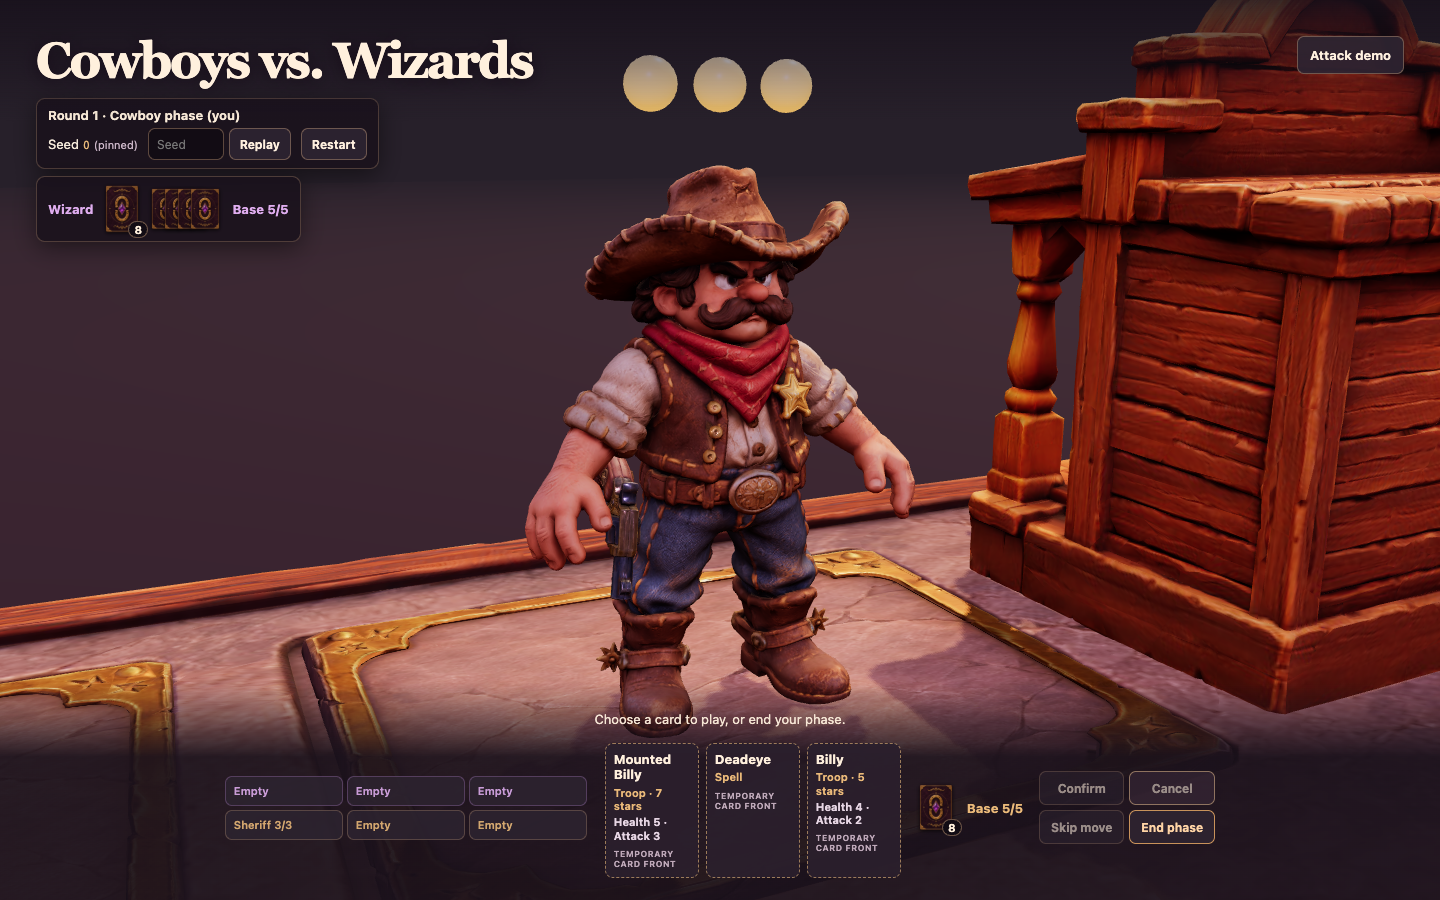 Cowboys vs. Wizards
Attack demo
Round 1 · Cowboy phase (you)
Seed 0 (pinned) Seed Replay Restart
Wizard 8 Base 5/5
Choose a card to play, or end your phase.
Empty Empty Empty
Sheriff 3/3 Empty Empty
Mounted
Billy
Troop · 7
stars
Health 5 ·
Attack 3
TEMPORARY
CARD FRONT
Deadeye
Spell
TEMPORARY
CARD FRONT
Billy
Troop · 5
stars
Health 4 ·
Attack 2
TEMPORARY
CARD FRONT
8 Base 5/5
Confirm Cancel
Skip move End phase